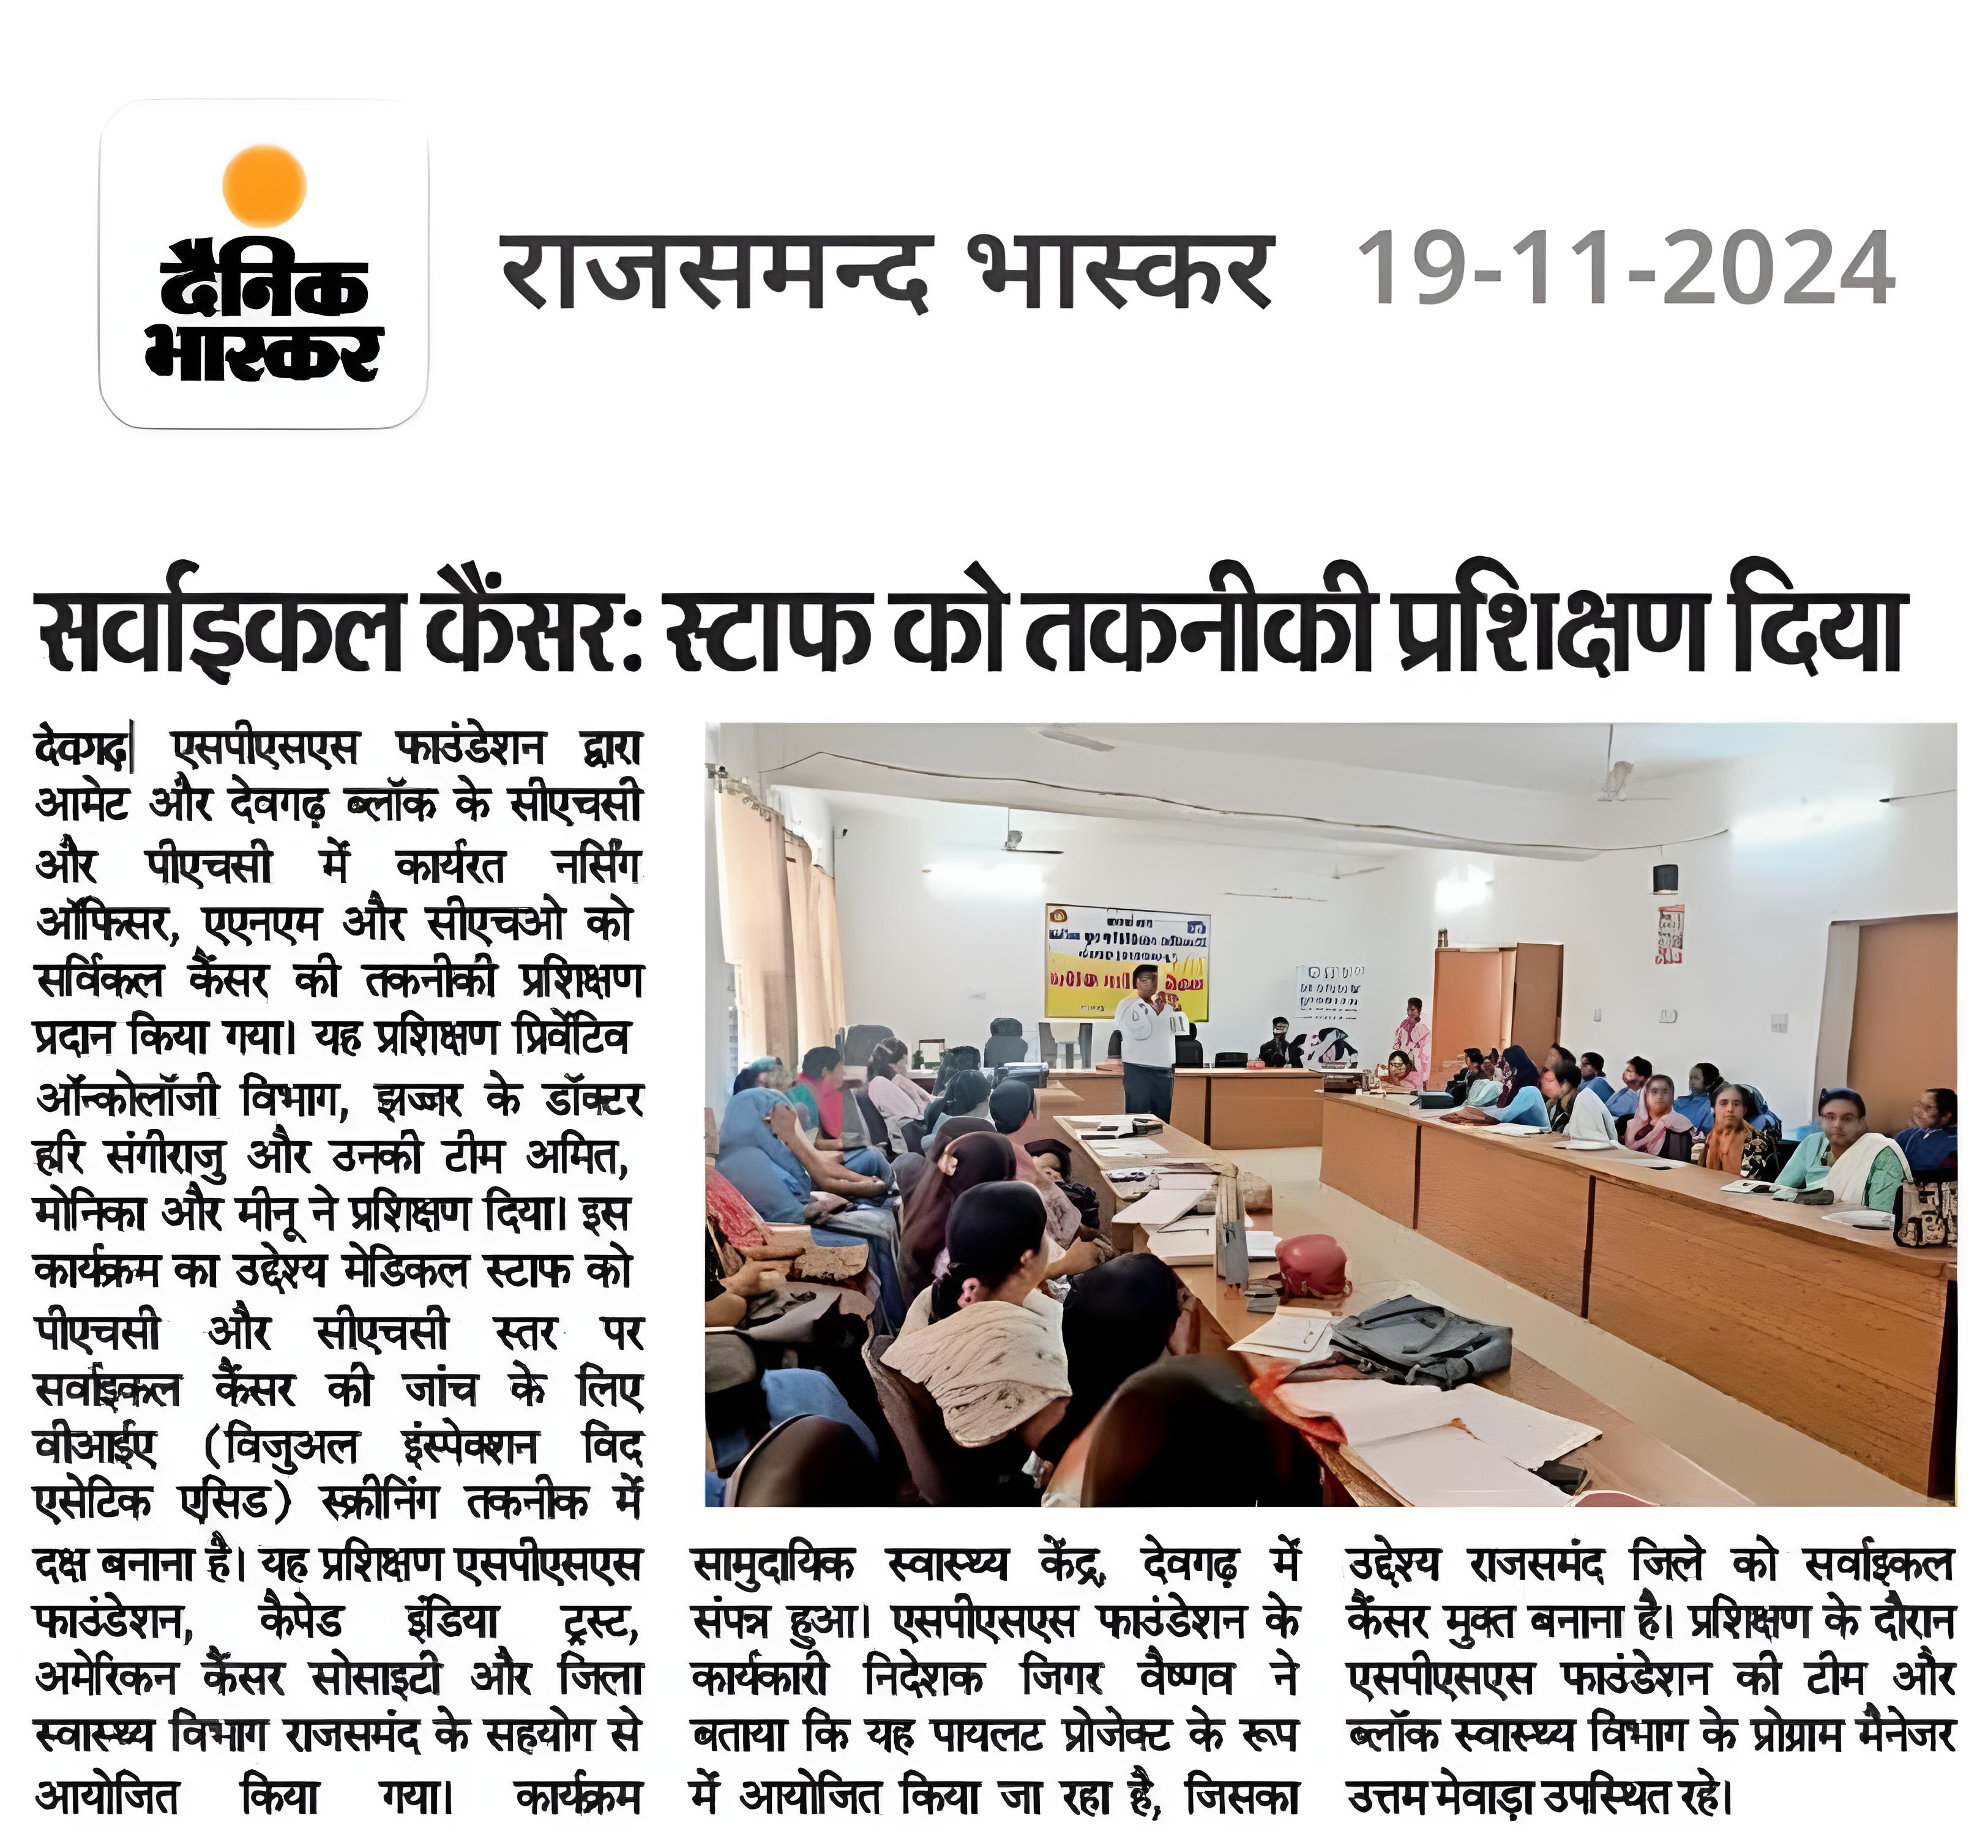 दैनिक
भास्कर
राजसमन्द भास्कर 19-11-2024
सर्वाइकल कैंसर: स्टाफ को तकनीकी प्रशिक्षण दिया
देवगढ़| एसपीएसएस फाउंडेशन द्वारा
आमेट और देवगढ़ ब्लॉक के सीएचसी
और पीएचसी में कार्यरत नर्सिंग
ऑफिसर, एएनएम और सीएचओ को
सर्विकल कैंसर की तकनीकी प्रशिक्षण
प्रदान किया गया। यह प्रशिक्षण प्रिवेंटिव
ऑन्कोलॉजी विभाग, झज्जर के डॉक्टर
हरि संगीराजु और उनकी टीम अमित,
मोनिका और मीनू ने प्रशिक्षण दिया। इस
कार्यक्रम का उद्देश्य मेडिकल स्टाफ को
पीएचसी और सीएचसी स्तर पर
सर्वाइकल कैंसर की जांच के लिए
वीआईए (विजुअल इंस्पेक्शन विद
एसेटिक एसिड) स्क्रीनिंग तकनीक में
दक्ष बनाना है। यह प्रशिक्षण एसपीएसएस
फाउंडेशन, कैपेड इंडिया ट्रस्ट,
अमेरिकन कैंसर सोसाइटी और जिला
स्वास्थ्य विभाग राजसमंद के सहयोग से
आयोजित किया गया। कार्यक्रम
सामुदायिक स्वास्थ्य केंद्र, देवगढ़ में
संपन्न हुआ। एसपीएसएस फाउंडेशन के
कार्यकारी निदेशक जिगर वैष्णव ने
बताया कि यह पायलट प्रोजेक्ट के रूप
में आयोजित किया जा रहा है, जिसका
उद्देश्य राजसमंद जिले को सर्वाइकल
कैंसर मुक्त बनाना है। प्रशिक्षण के दौरान
एसपीएसएस फाउंडेशन की टीम और
ब्लॉक स्वास्थ्य विभाग के प्रोग्राम मैनेजर
उत्तम मेवाड़ा उपस्थित रहे।